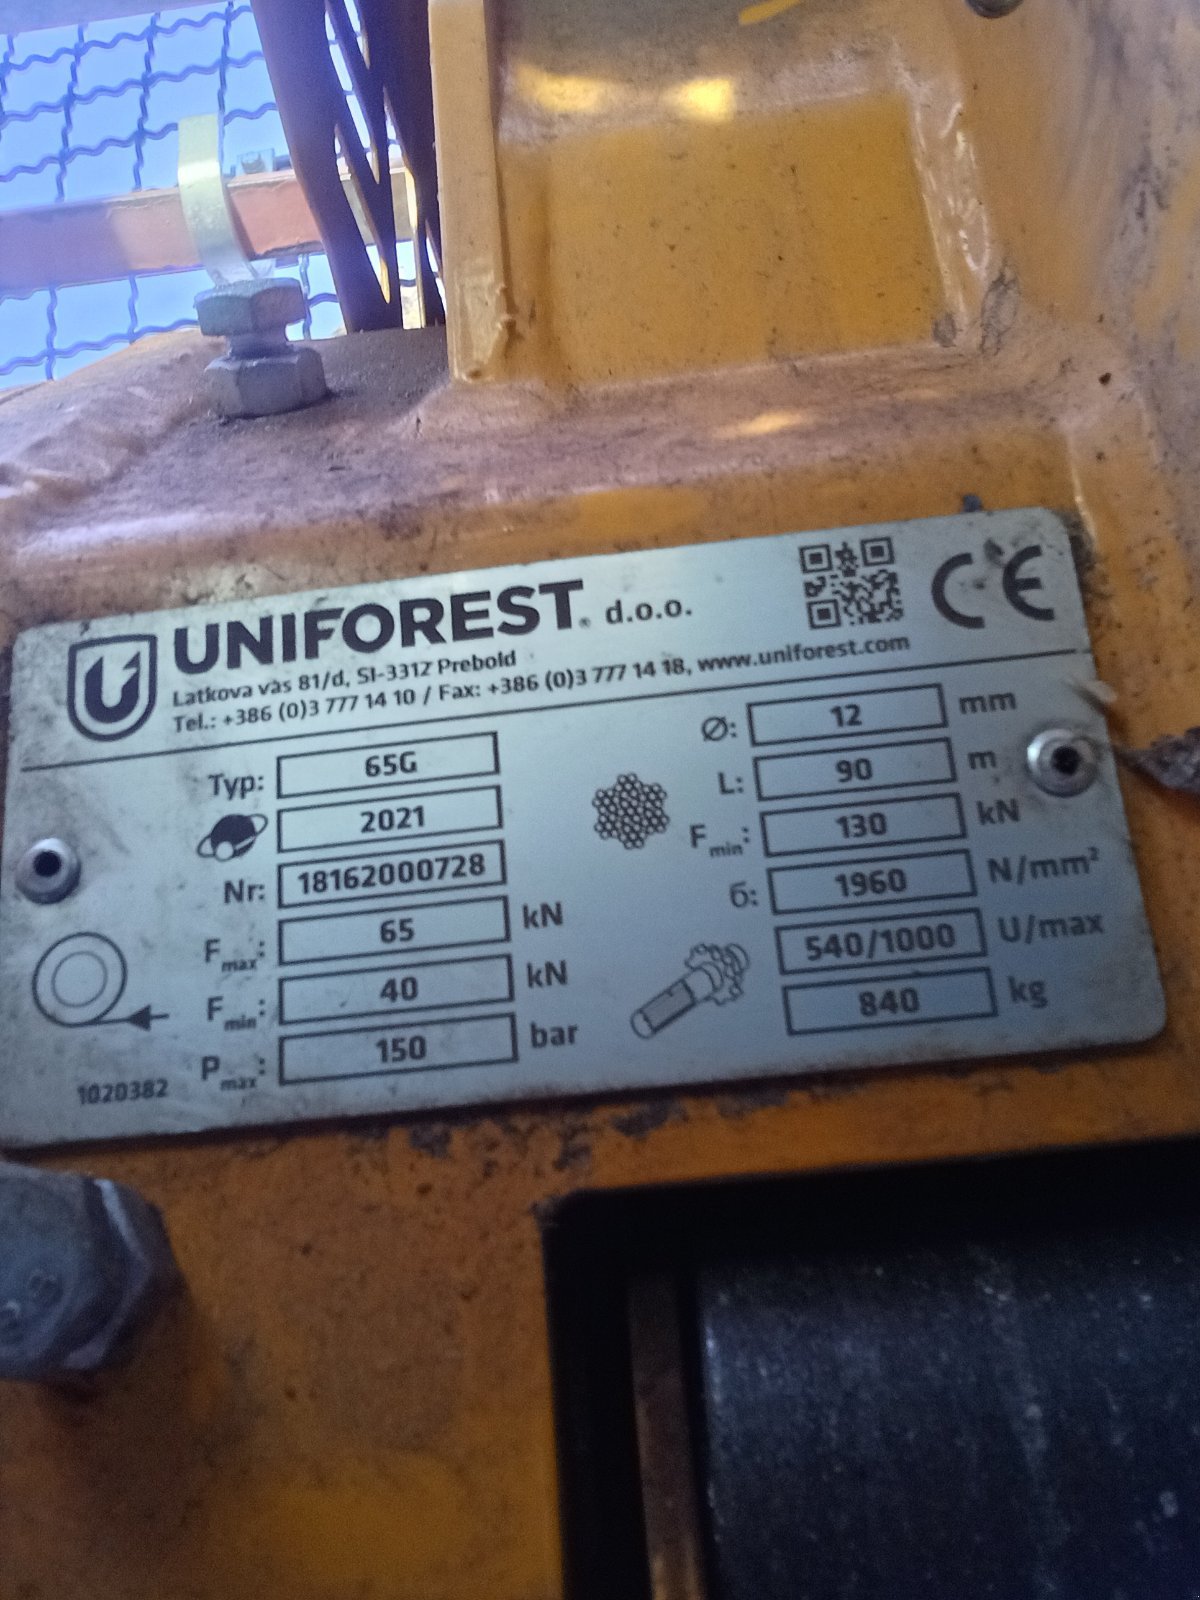 UNIFOREST® d.o.o.
Latkova vas 81/d, SI-3312 Prebold
Tel.: +386 (0)3 777 14 10 / Fax: +386 (0)3 777 14 18, www.uniforest.com
CE
Typ: 65G
2021
Nr: 18162000728
Fmax: 65 kN
Fmin: 40 kN
Pmax: 150 bar
1020382
Ø: 12 mm
L: 90 m
Fmin: 130 kN
б: 1960 N/mm²
540/1000 U/max
840 kg